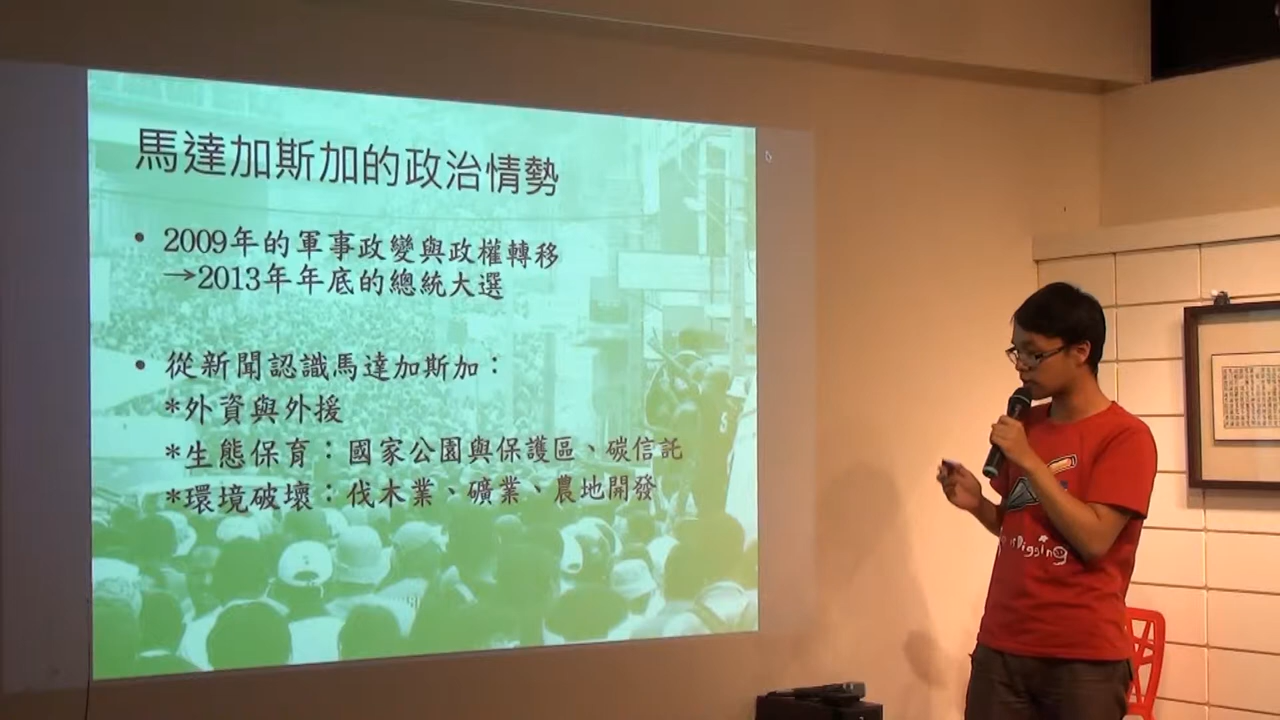 馬達加斯加的政治情勢
• 2009年的軍事政變與政權轉移
→2013年年底的總統大選
• 從新聞認識馬達加斯加：
*外資與外援
*生態保育：國家公園與保護區、碳信託
*環境破壞：伐木業、礦業、農地開發
Digging